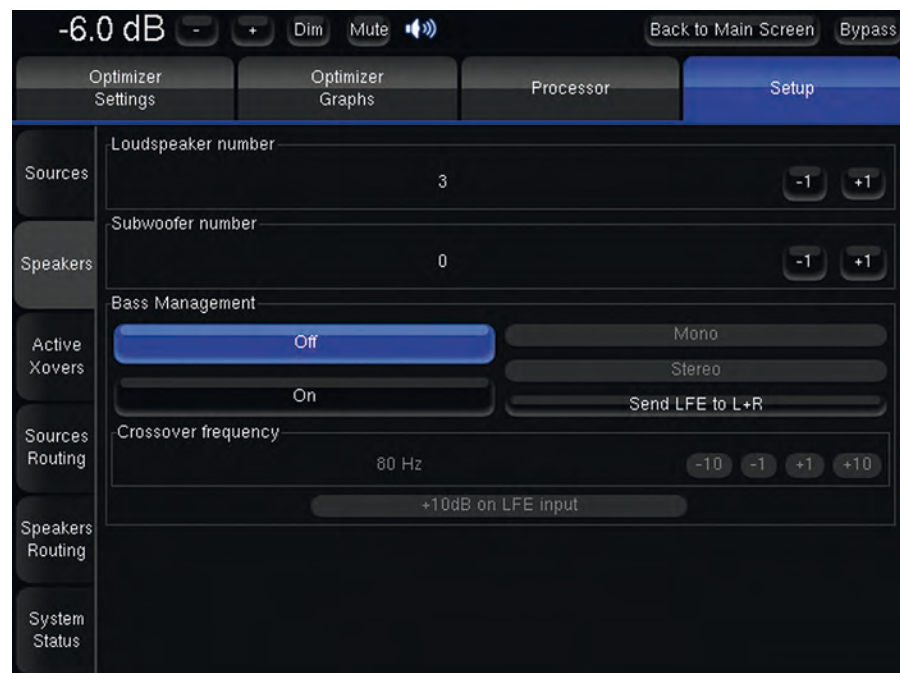 -6.0 dB - + Dim Mute Back to Main Screen Bypass
Optimizer
Settings
Optimizer
Graphs
Processor
Setup
Sources
Speakers
Active
Xovers
Sources
Routing
Speakers
Routing
System
Status
Loudspeaker number
3 -1 +1
Subwoofer number
0 -1 +1
Bass Management
Off
On
Mono
Stereo
Send LFE to L+R
Crossover frequency
80 Hz -10 -1 +1 +10
+10dB on LFE input